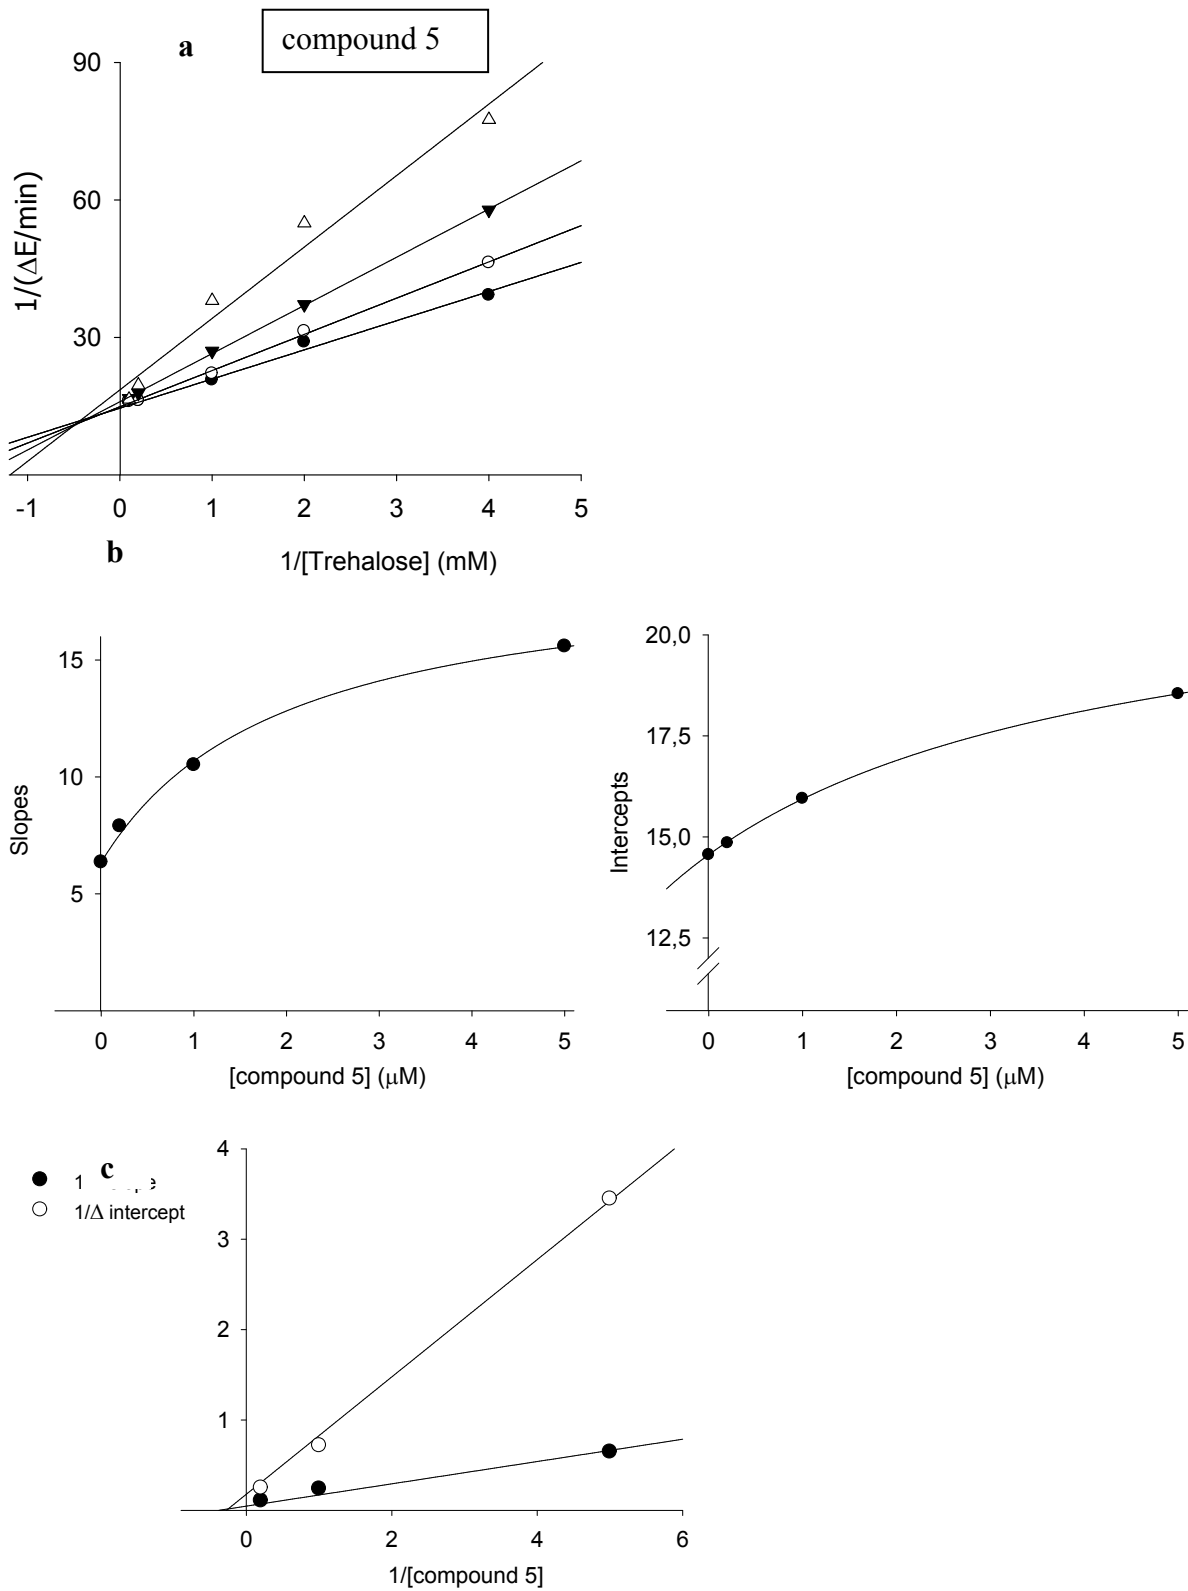 a
compound 5
90
60
30
1/(ΔE/min)
-1 0 1 2 3 4 5
1/[Trehalose] (mM)
b
15
10
5
Slopes
0 1 2 3 4 5
[compound 5] (μM)
20,0
17,5
15,0
12,5
Intercepts
0 1 2 3 4 5
[compound 5] (μM)
c
1
1/Δ intercept
4
3
2
1
0 2 4 6
1/[compound 5]